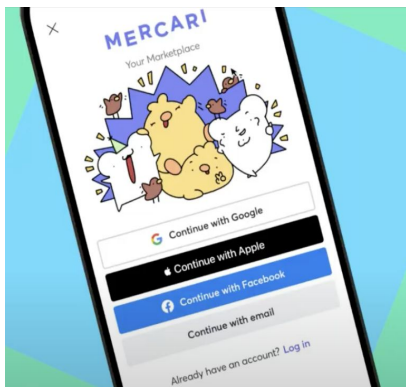 MERCARI
Your Marketplace
Continue with Google
Continue with Apple
Continue with Facebook
Continue with email
Already have an account? Log in